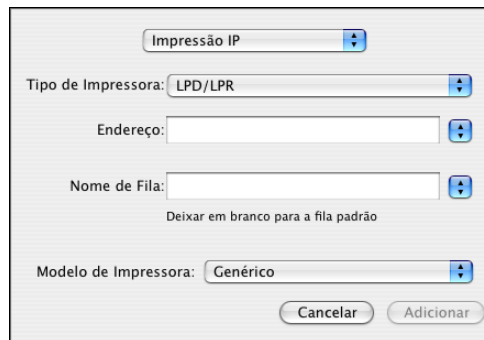 Impressão IP
Tipo de Impressora: LPD/LPR
Endereço:
Nome de Fila:
Deixar em branco para a fila padrão
Modelo de Impressora: Genérico
Cancelar Adicionar